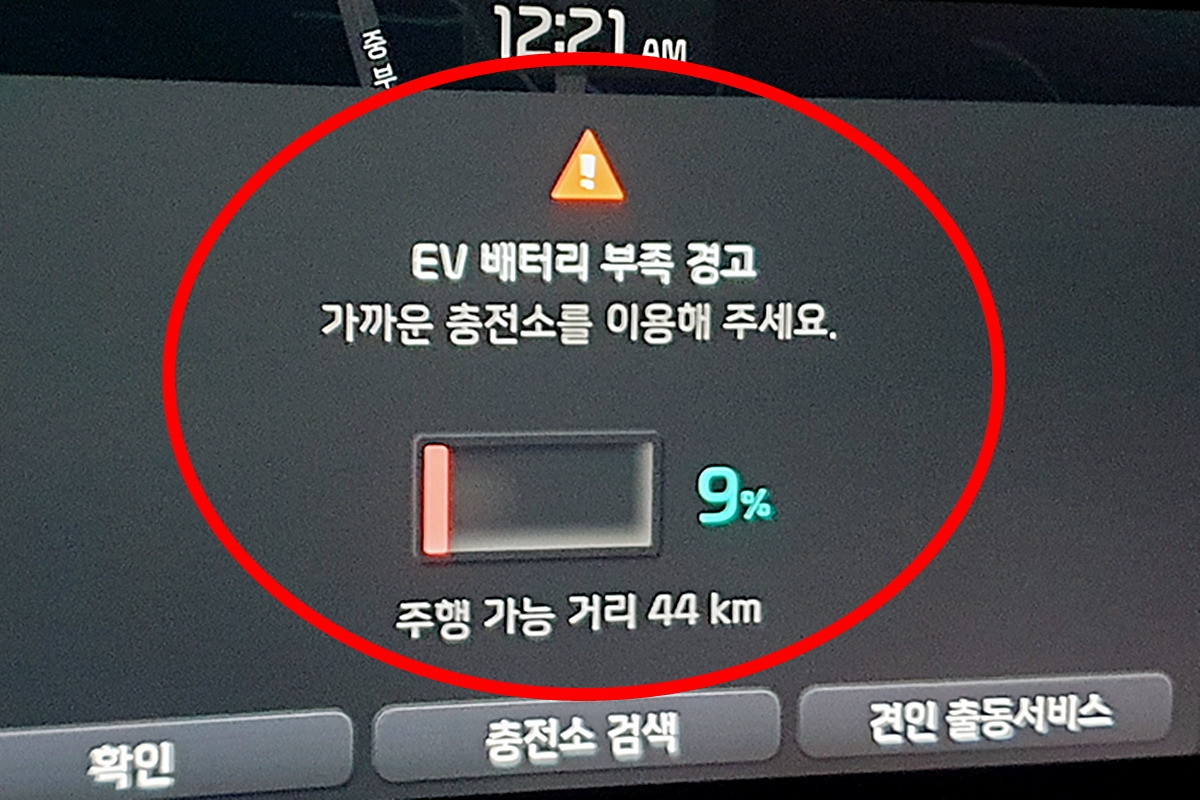 중부
12:21 AM
EV 배터리 부족 경고
가까운 충전소를 이용해 주세요.
9%
주행 가능 거리 44 km
확인
충전소 검색
견인 출동서비스